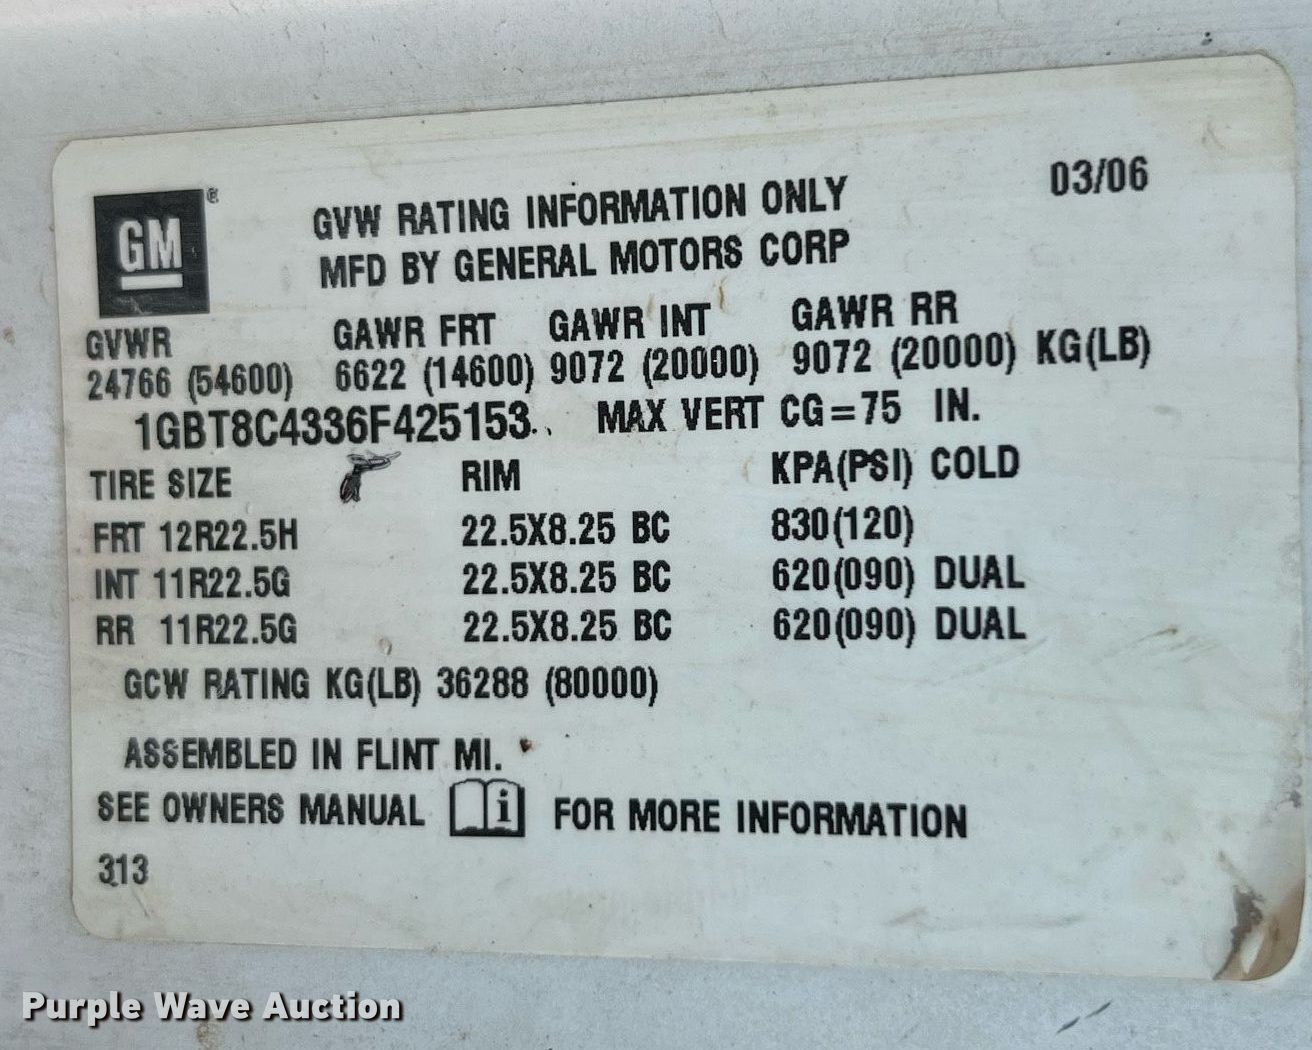 GM®
GVW RATING INFORMATION ONLY 03/06
MFD BY GENERAL MOTORS CORP
GVWR GAWR FRT GAWR INT GAWR RR
24766 (54600) 6622 (14600) 9072 (20000) 9072 (20000) KG(LB)
1GBT8C4336F425153 MAX VERT CG=75 IN.
TIRE SIZE RIM KPA(PSI) COLD
FRT 12R22.5H 22.5X8.25 BC 830(120)
INT 11R22.5G 22.5X8.25 BC 620(090) DUAL
RR 11R22.5G 22.5X8.25 BC 620(090) DUAL
GCW RATING KG(LB) 36288 (80000)
ASSEMBLED IN FLINT MI.
SEE OWNERS MANUAL i FOR MORE INFORMATION
313
Purple Wave Auction